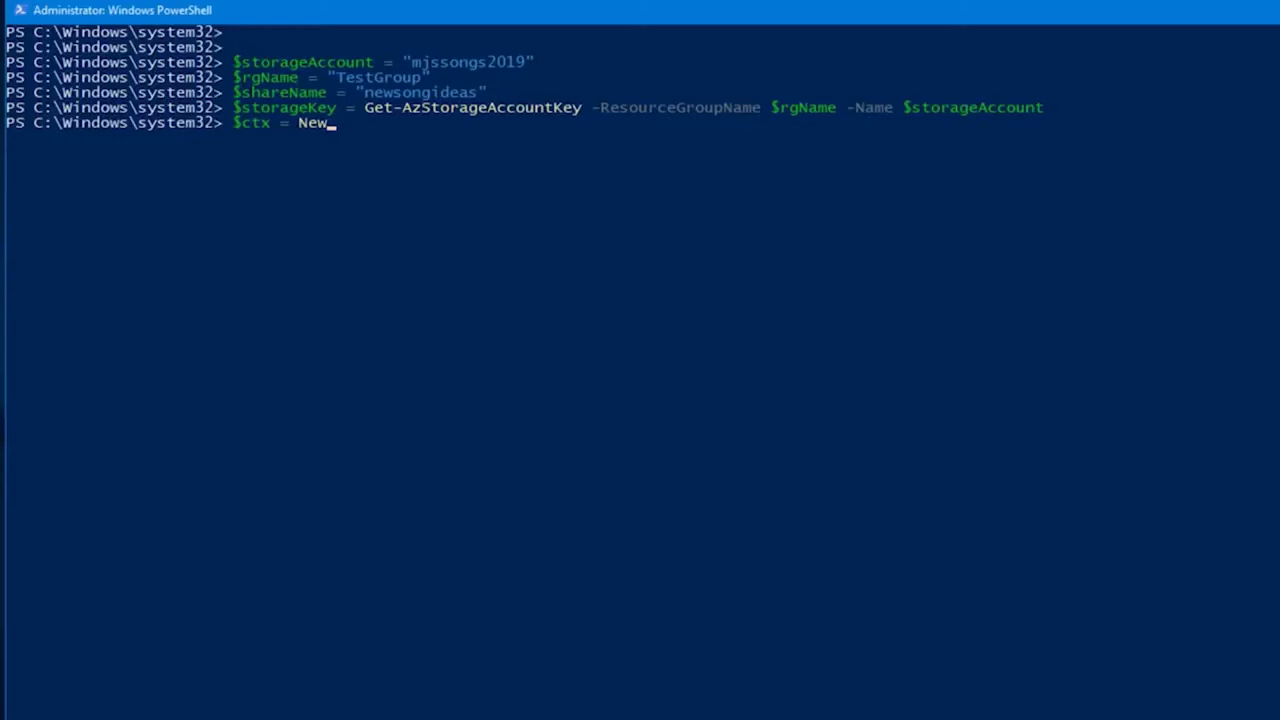 Administrator: Windows PowerShell
PS C:\Windows\system32>
PS C:\Windows\system32>
PS C:\Windows\system32> $storageAccount = "mjssongs2019"
PS C:\Windows\system32> $rgName = "TestGroup"
PS C:\Windows\system32> $shareName = "newsongideas"
PS C:\Windows\system32> $storageKey = Get-AzStorageAccountKey -ResourceGroupName $rgName -Name $storageAccount
PS C:\Windows\system32> $ctx = New_